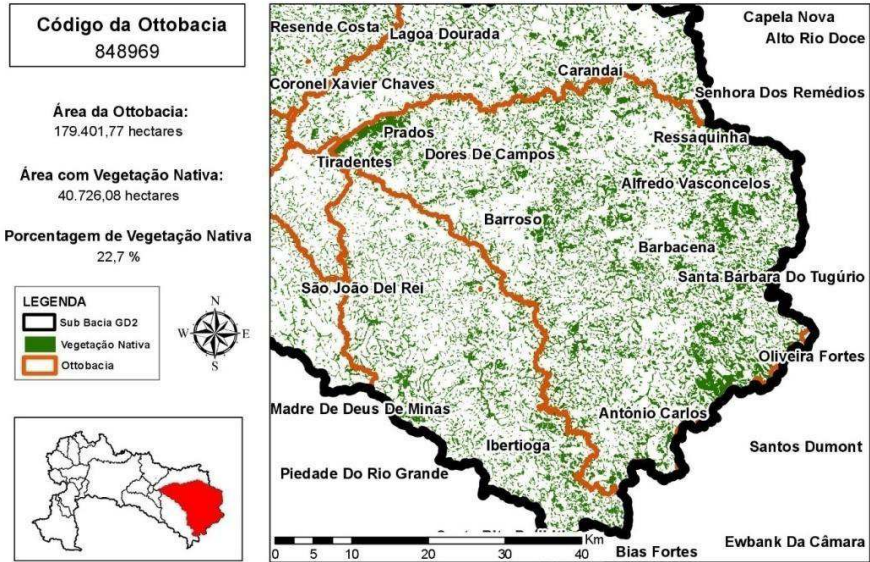 Código da Ottobacia
848969
Área da Ottobacia:
179.401,77 hectares
Área com Vegetação Nativa:
40.726,08 hectares
Porcentagem de Vegetação Nativa
22,7 %
LEGENDA
Sub Bacia GD2
Vegetação Nativa
Ottobacia
N
W E
S
Capela Nova
Resende Costa
Lagoa Dourada
Alto Rio Doce
Carandaí
Coronel Xavier Chaves
Senhora Dos Remédios
Prados
Ressaquinha
Tiradentes
Dores De Campos
Alfredo Vasconcelos
Barroso
Barbacena
Santa Bárbara Do Tugúrio
São João Del Rei
Oliveira Fortes
Madre De Deus De Minas
Antônio Carlos
Ibertioga
Santos Dumont
Piedade Do Rio Grande
Km
0 5 10 20 30 40
Bias Fortes
Ewbank Da Câmara